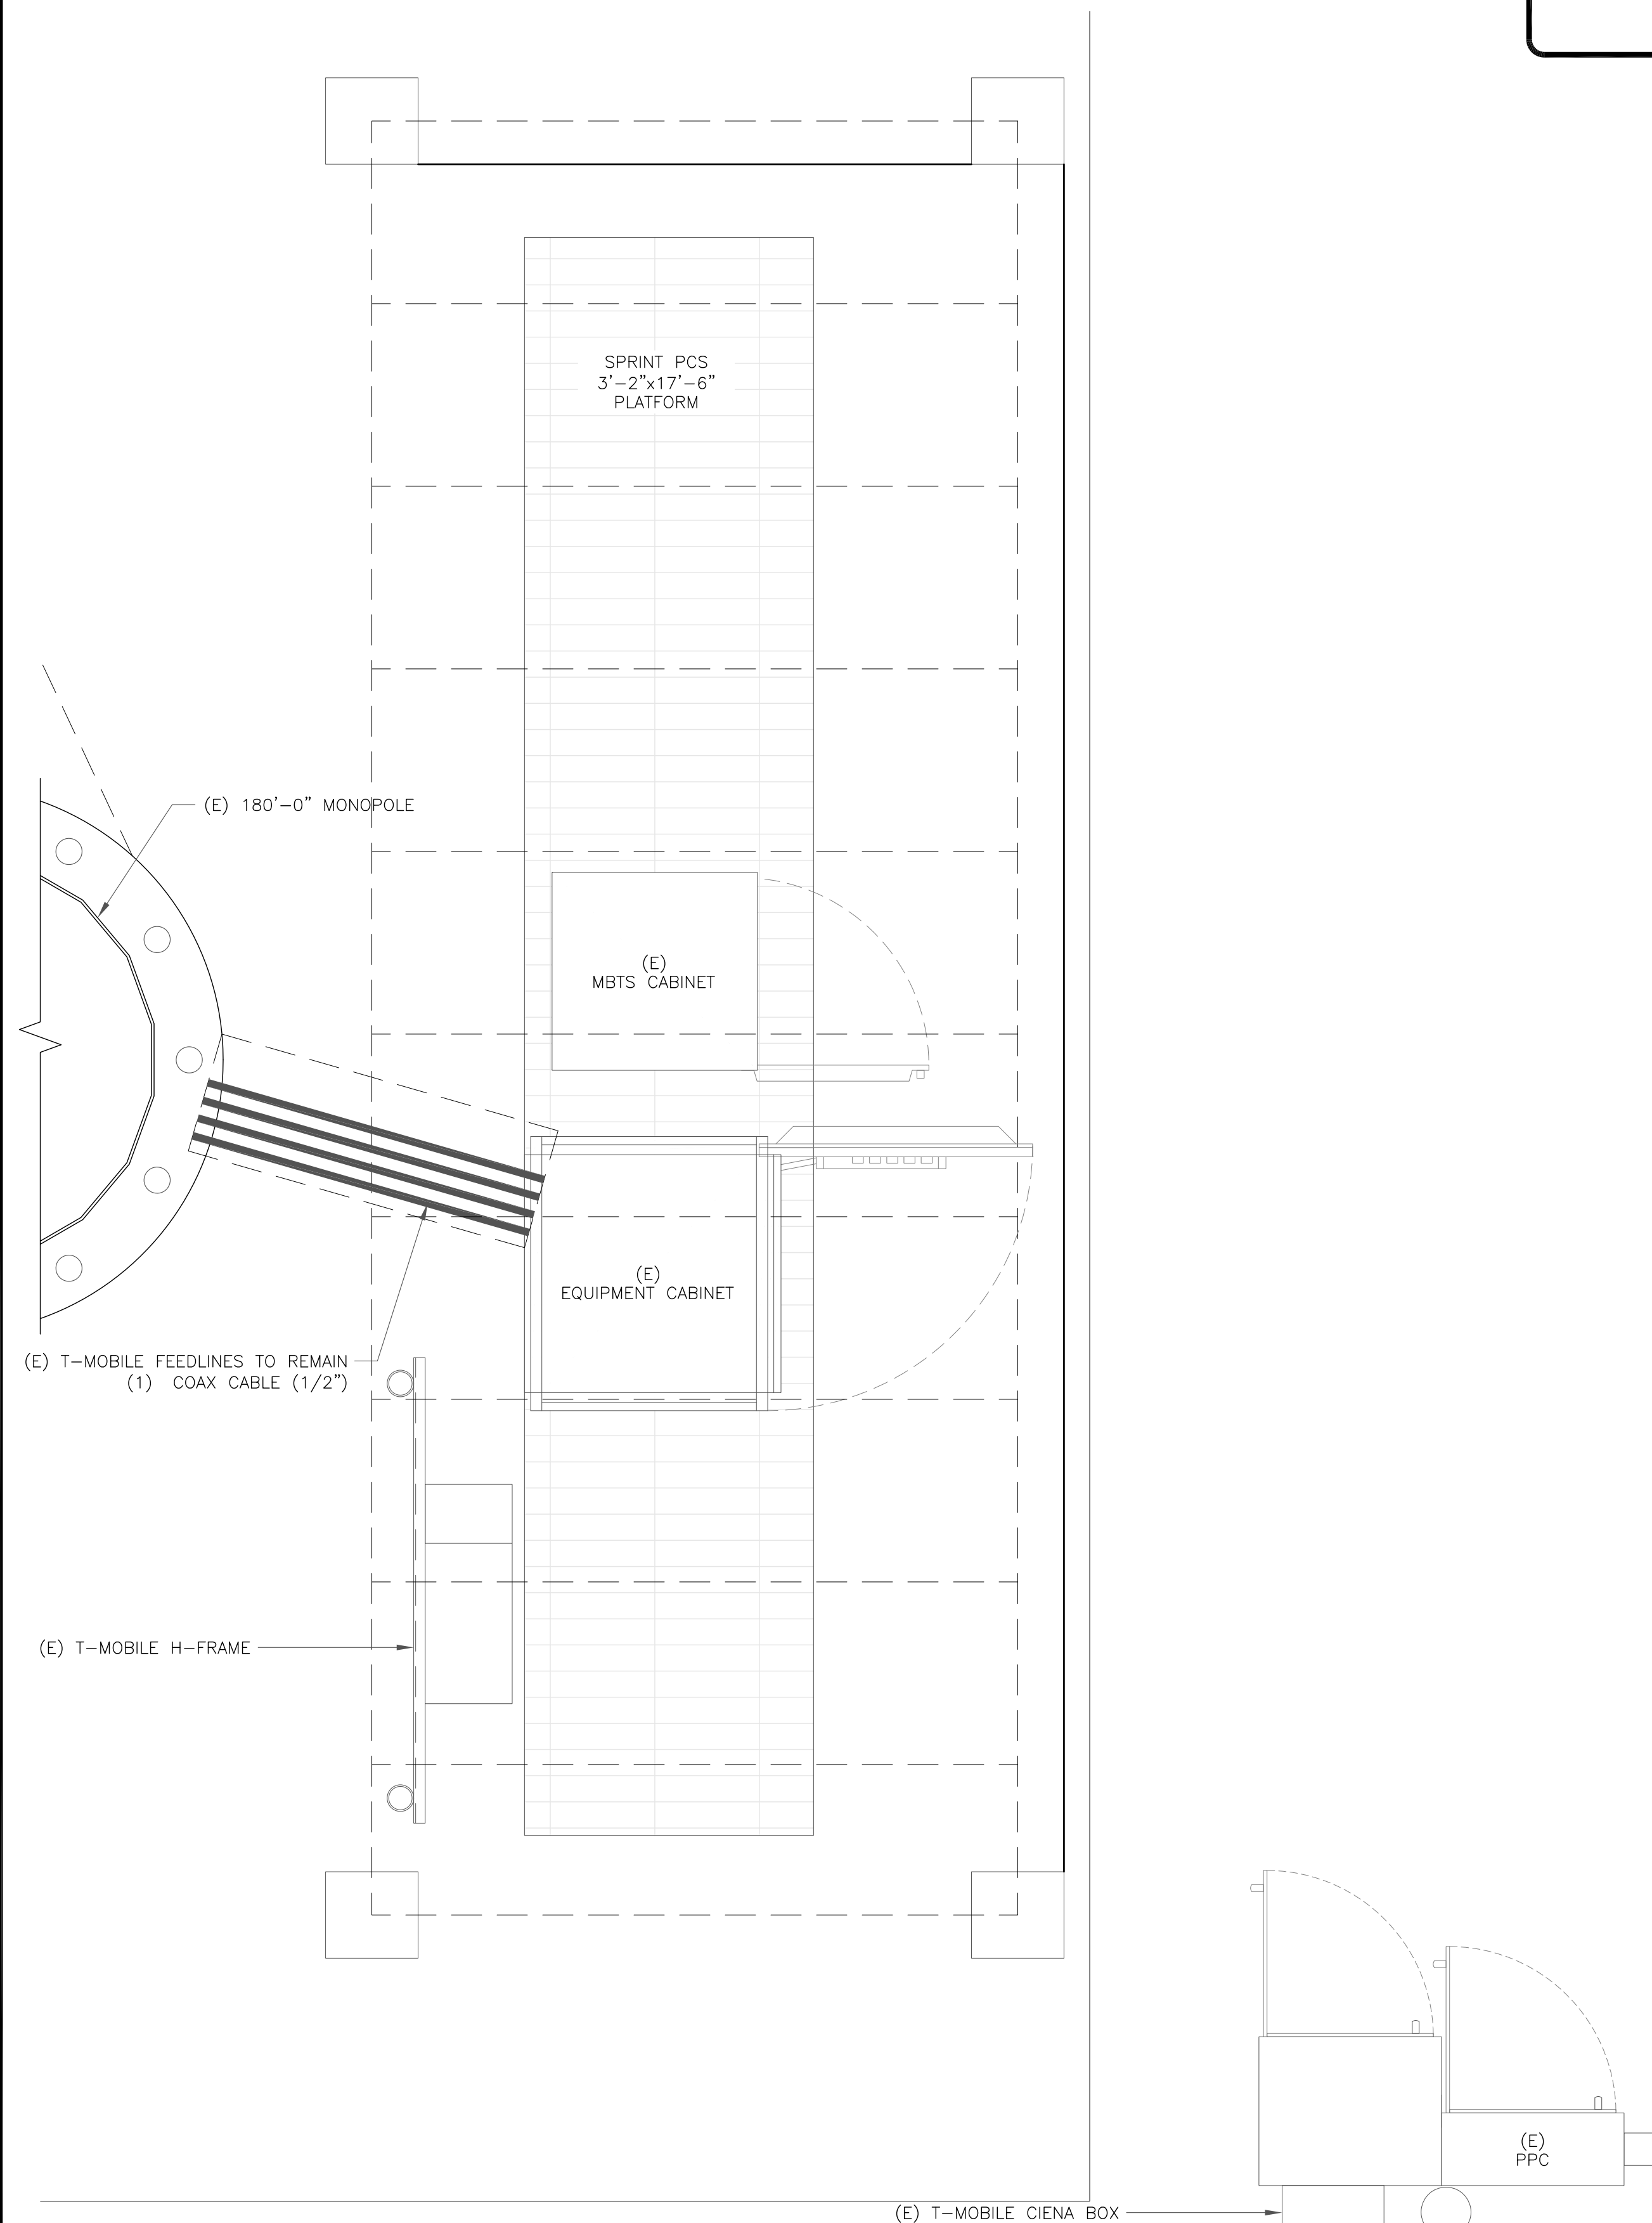 SPRINT PCS
3'-2"x17'-6"
PLATFORM
(E) 180'-0" MONOPOLE
(E)
MBTS CABINET
(E)
EQUIPMENT CABINET
(E) T-MOBILE FEEDLINES TO REMAIN
(1) COAX CABLE (1/2")
(E) T-MOBILE H-FRAME
(E)
PPC
(E) T-MOBILE CIENA BOX